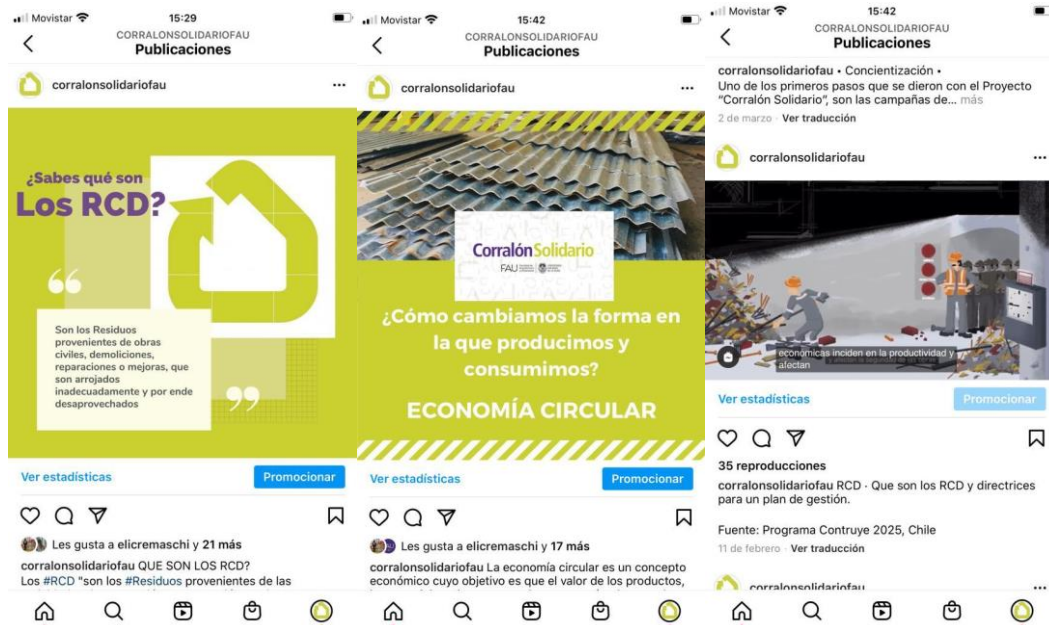 Movistar
15:29
CORRALONSOLIDARIOFAU
Publicaciones
corralonsolidariofau
¿Sabes qué son
Los RCD?
Son los Residuos
provenientes de obras
civiles, demoliciones,
reparaciones o mejoras, que
son arrojados
inadecuadamente y por ende
desaprovechados
Ver estadísticas
Promocionar
Les gusta a elicremaschi y 21 más
corralonsolidariofau QUE SON LOS RCD?
Los #RCD "son los #Residuos provenientes de las
Movistar
15:42
CORRALONSOLIDARIOFAU
Publicaciones
corralonsolidariofau
CorralónSolidario
FAU
¿Cómo cambiamos la forma en
la que producimos y
consumimos?
ECONOMÍA CIRCULAR
Ver estadísticas
Promocionar
Les gusta a elicremaschi y 17 más
corralonsolidariofau La economía circular es un concepto
económico cuyo objetivo es que el valor de los productos,
Movistar
15:42
CORRALONSOLIDARIOFAU
Publicaciones
corralonsolidariofau • Concientización •
Uno de los primeros pasos que se dieron con el Proyecto
"Corralón Solidario", son las campañas de... más
2 de marzo · Ver traducción
corralonsolidariofau
economicas inciden en la productividad y
afectan
Ver estadísticas
Promocionar
35 reproducciones
corralonsolidariofau RCD · Que son los RCD y directrices
para un plan de gestión.
Fuente: Programa Contruye 2025, Chile
11 de febrero · Ver traducción
corralonsolidariofau